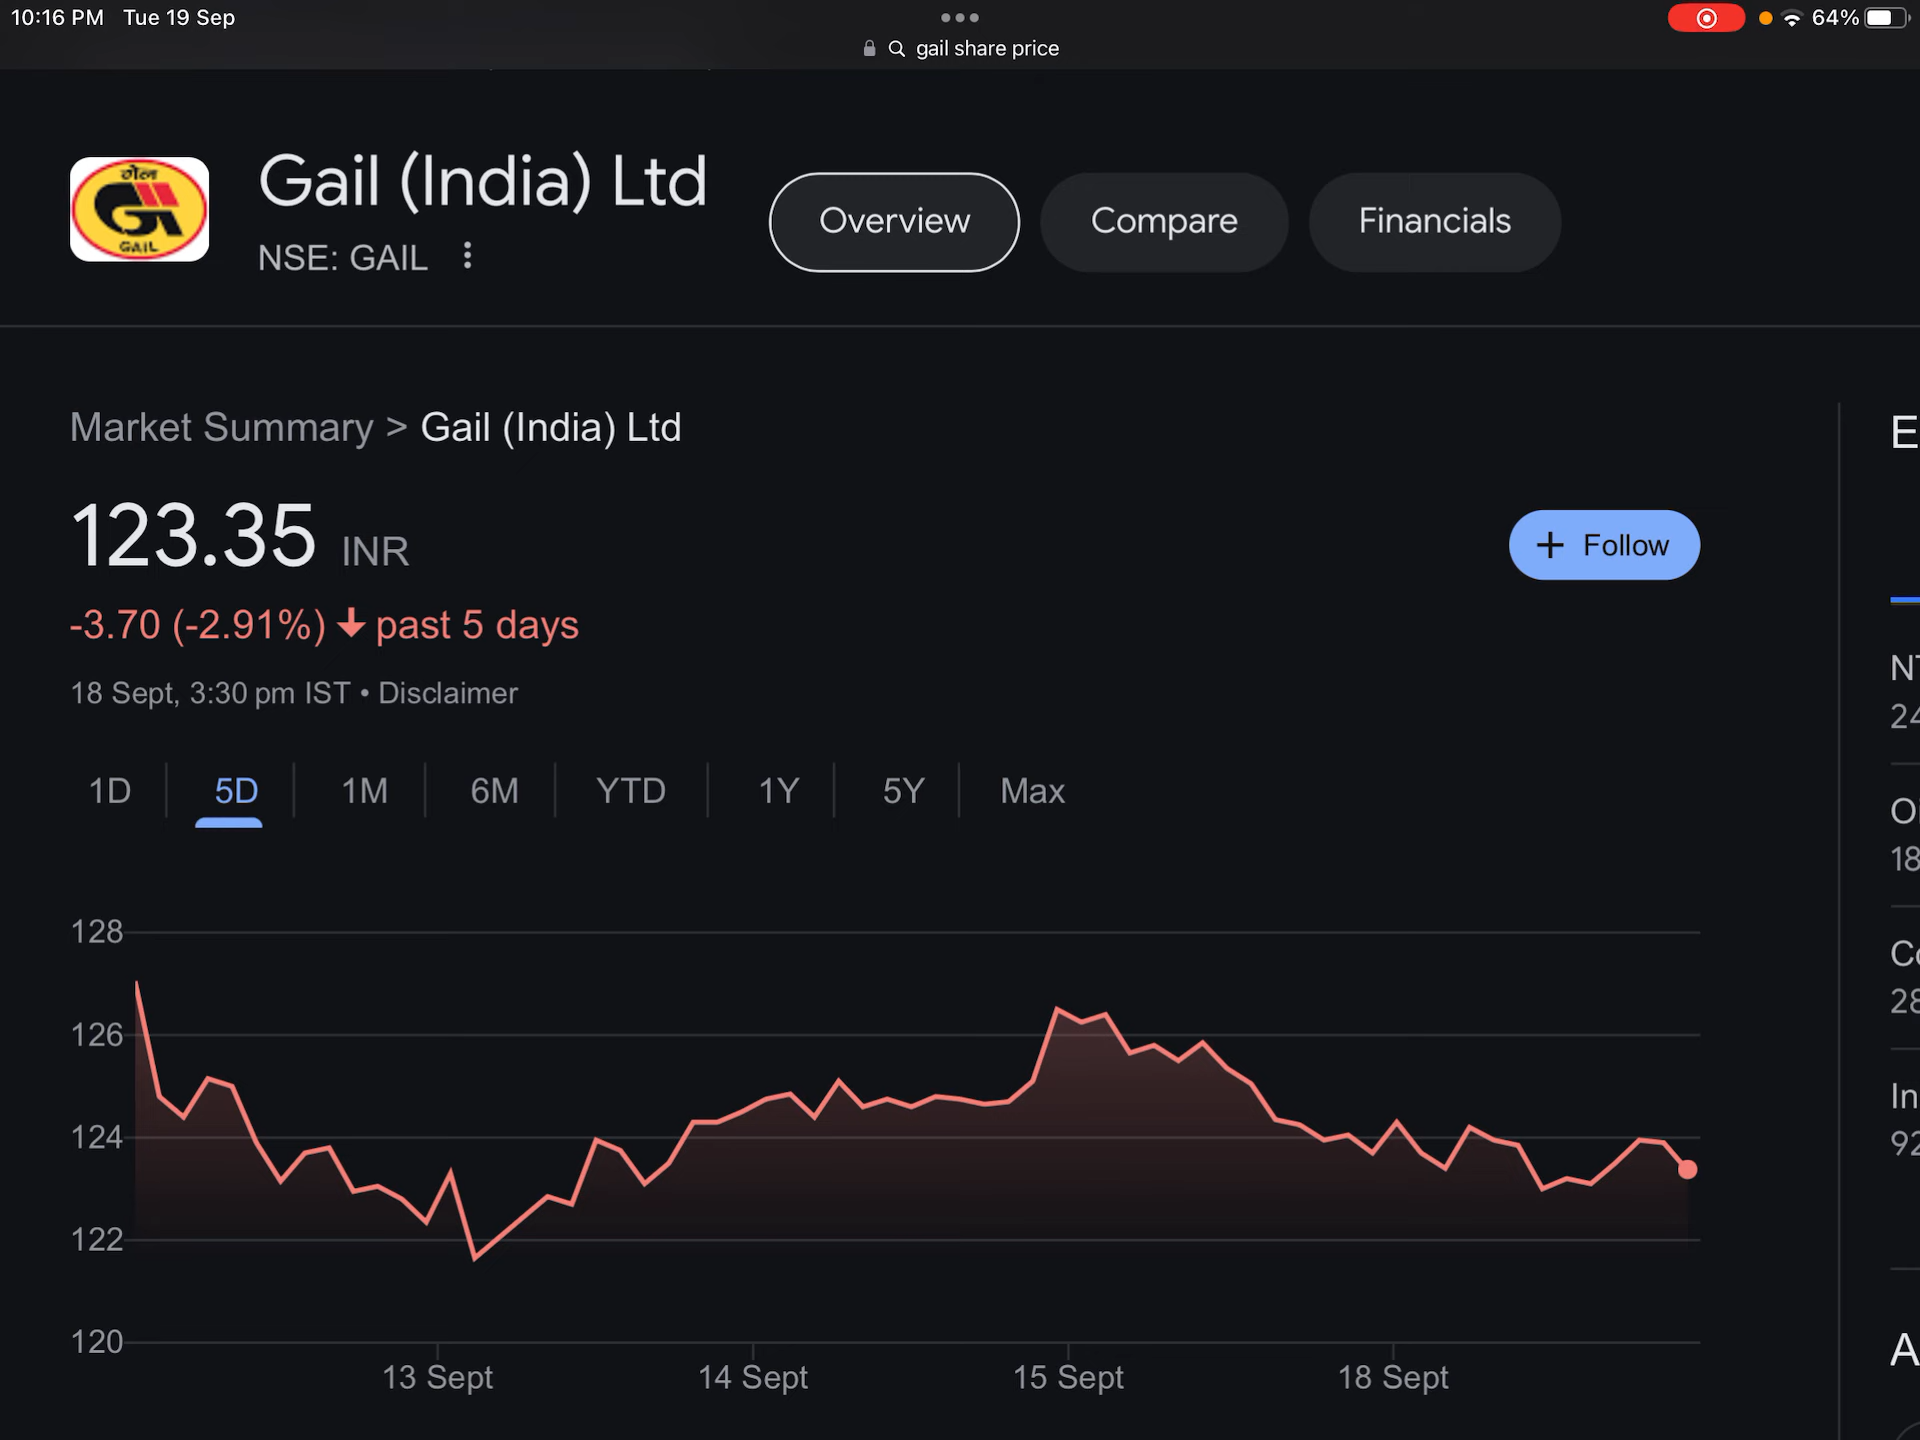 10:16 PM Tue 19 Sep
64%
gail share price
गेल
GAIL
Gail (India) Ltd
NSE: GAIL
Overview
Compare
Financials
Market Summary > Gail (India) Ltd
123.35 INR
+ Follow
-3.70 (-2.91%) ↓ past 5 days
18 Sept, 3:30 pm IST • Disclaimer
1D 5D 1M 6M YTD 1Y 5Y Max
128
126
124
122
120
13 Sept 14 Sept 15 Sept 18 Sept